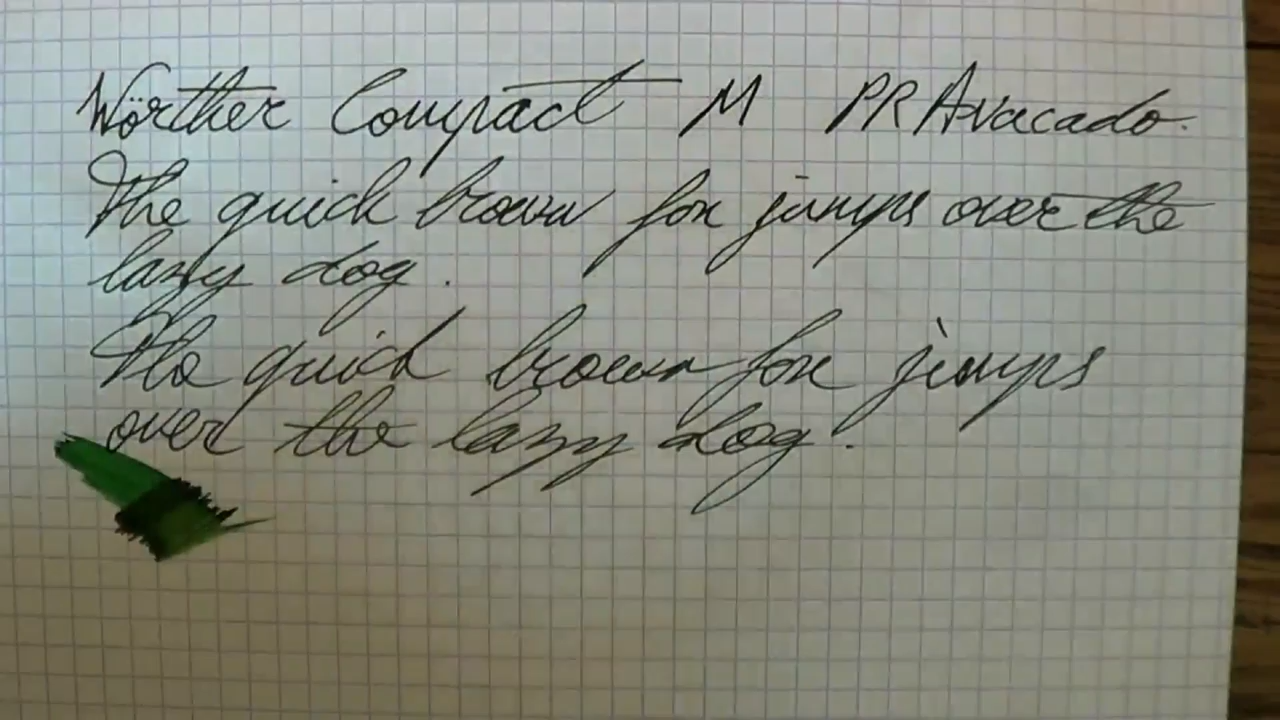 Wörther Compact M PR Avacado.
The quick brown fox jumps over the
lazy dog.
The quick brown fox jumps
over the lazy dog.